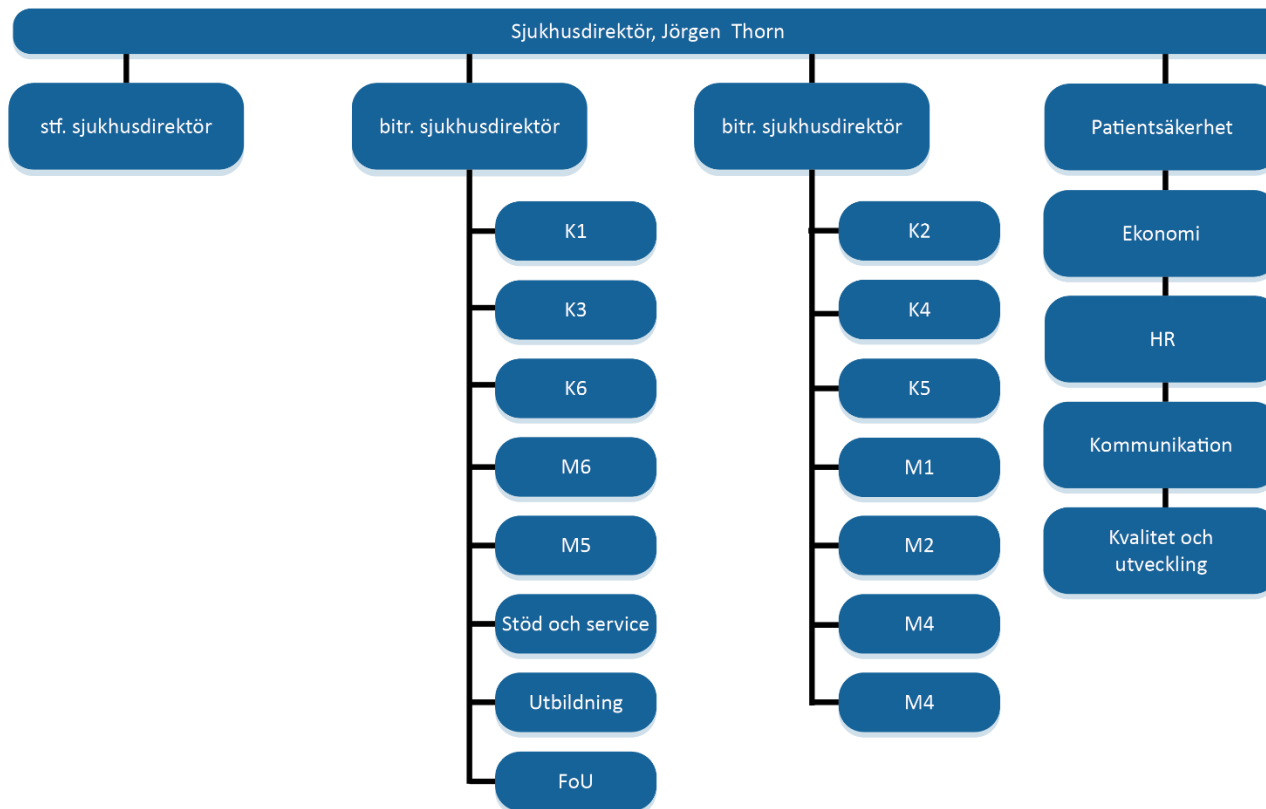 Sjukhusdirektör, Jörgen Thorn
stf. sjukhusdirektör
bitr. sjukhusdirektör
K1
K3
K6
M6
M5
Stöd och service
Utbildning
FoU
bitr. sjukhusdirektör
K2
K4
K5
M1
M2
M4
M4
Patientsäkerhet
Ekonomi
HR
Kommunikation
Kvalitet och
utveckling